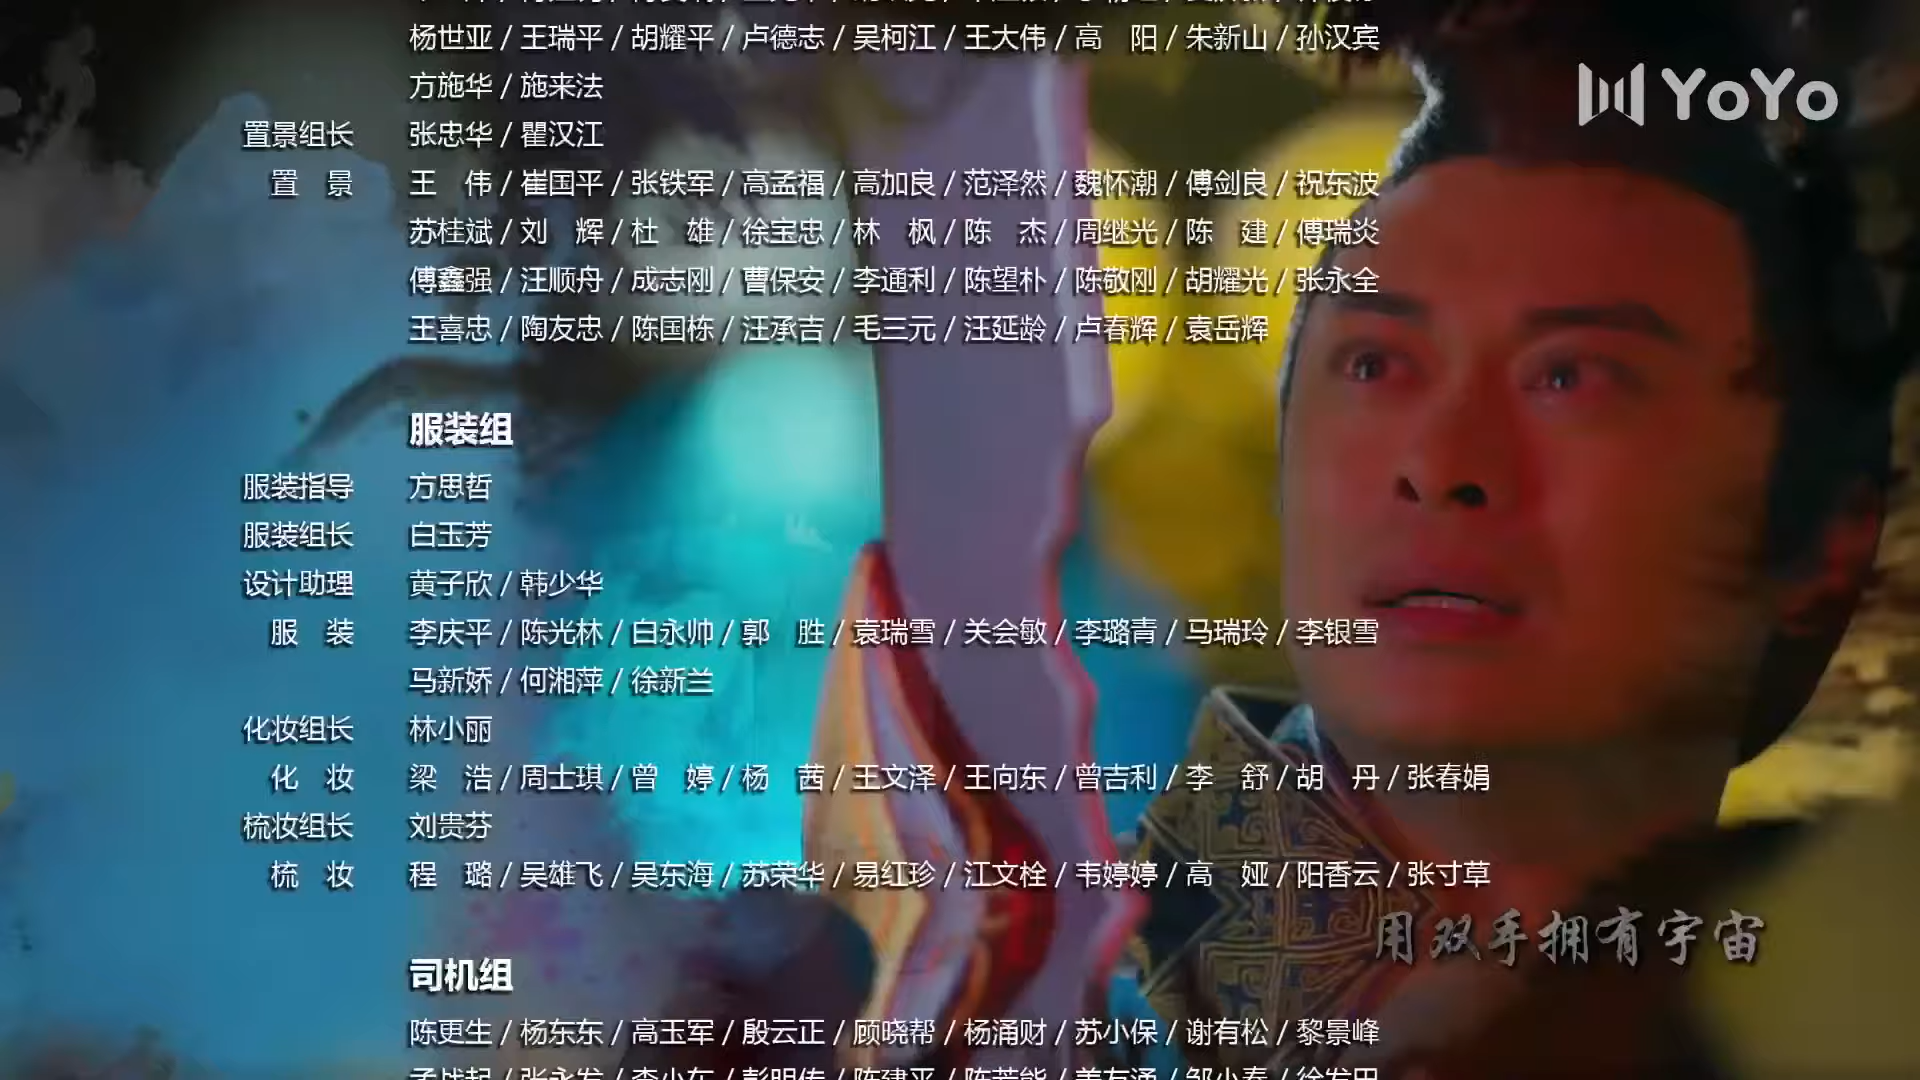 杨世亚 / 王瑞平 / 胡耀平 / 卢德志 / 吴柯江 / 王大伟 / 高　阳 / 朱新山 / 孙汉宾
YoYo
方施华 / 施来法
置景组长　张忠华 / 瞿汉江
置　景　王　伟 / 崔国平 / 张铁军 / 高孟福 / 高加良 / 范泽然 / 魏怀潮 / 傅剑良 / 祝东波
苏桂斌 / 刘　辉 / 杜　雄 / 徐宝忠 / 林　枫 / 陈　杰 / 周继光 / 陈　建 / 傅瑞炎
傅鑫强 / 汪顺舟 / 成志刚 / 曹保安 / 李通利 / 陈望朴 / 陈敬刚 / 胡耀光 / 张永全
王喜忠 / 陶友忠 / 陈国栋 / 汪承吉 / 毛三元 / 汪延龄 / 卢春辉 / 袁岳辉
服装组
服装指导　方思哲
服装组长　白玉芳
设计助理　黄子欣 / 韩少华
服　装　李庆平 / 陈光林 / 白永帅 / 郭　胜 / 袁瑞雪 / 关会敏 / 李璐青 / 马瑞玲 / 李银雪
马新娇 / 何湘萍 / 徐新兰
化妆组长　林小丽
化　妆　梁　浩 / 周士琪 / 曾　婷 / 杨　茜 / 王文泽 / 王向东 / 曾吉利 / 李　舒 / 胡　丹 / 张春娟
梳妆组长　刘贵芬
梳　妆　程　璐 / 吴雄飞 / 吴东海 / 苏荣华 / 易红珍 / 江文栓 / 韦婷婷 / 高　娅 / 阳香云 / 张寸草
用双手拥有宇宙
司机组
陈更生 / 杨东东 / 高玉军 / 殷云正 / 顾晓帮 / 杨涌财 / 苏小保 / 谢有松 / 黎景峰